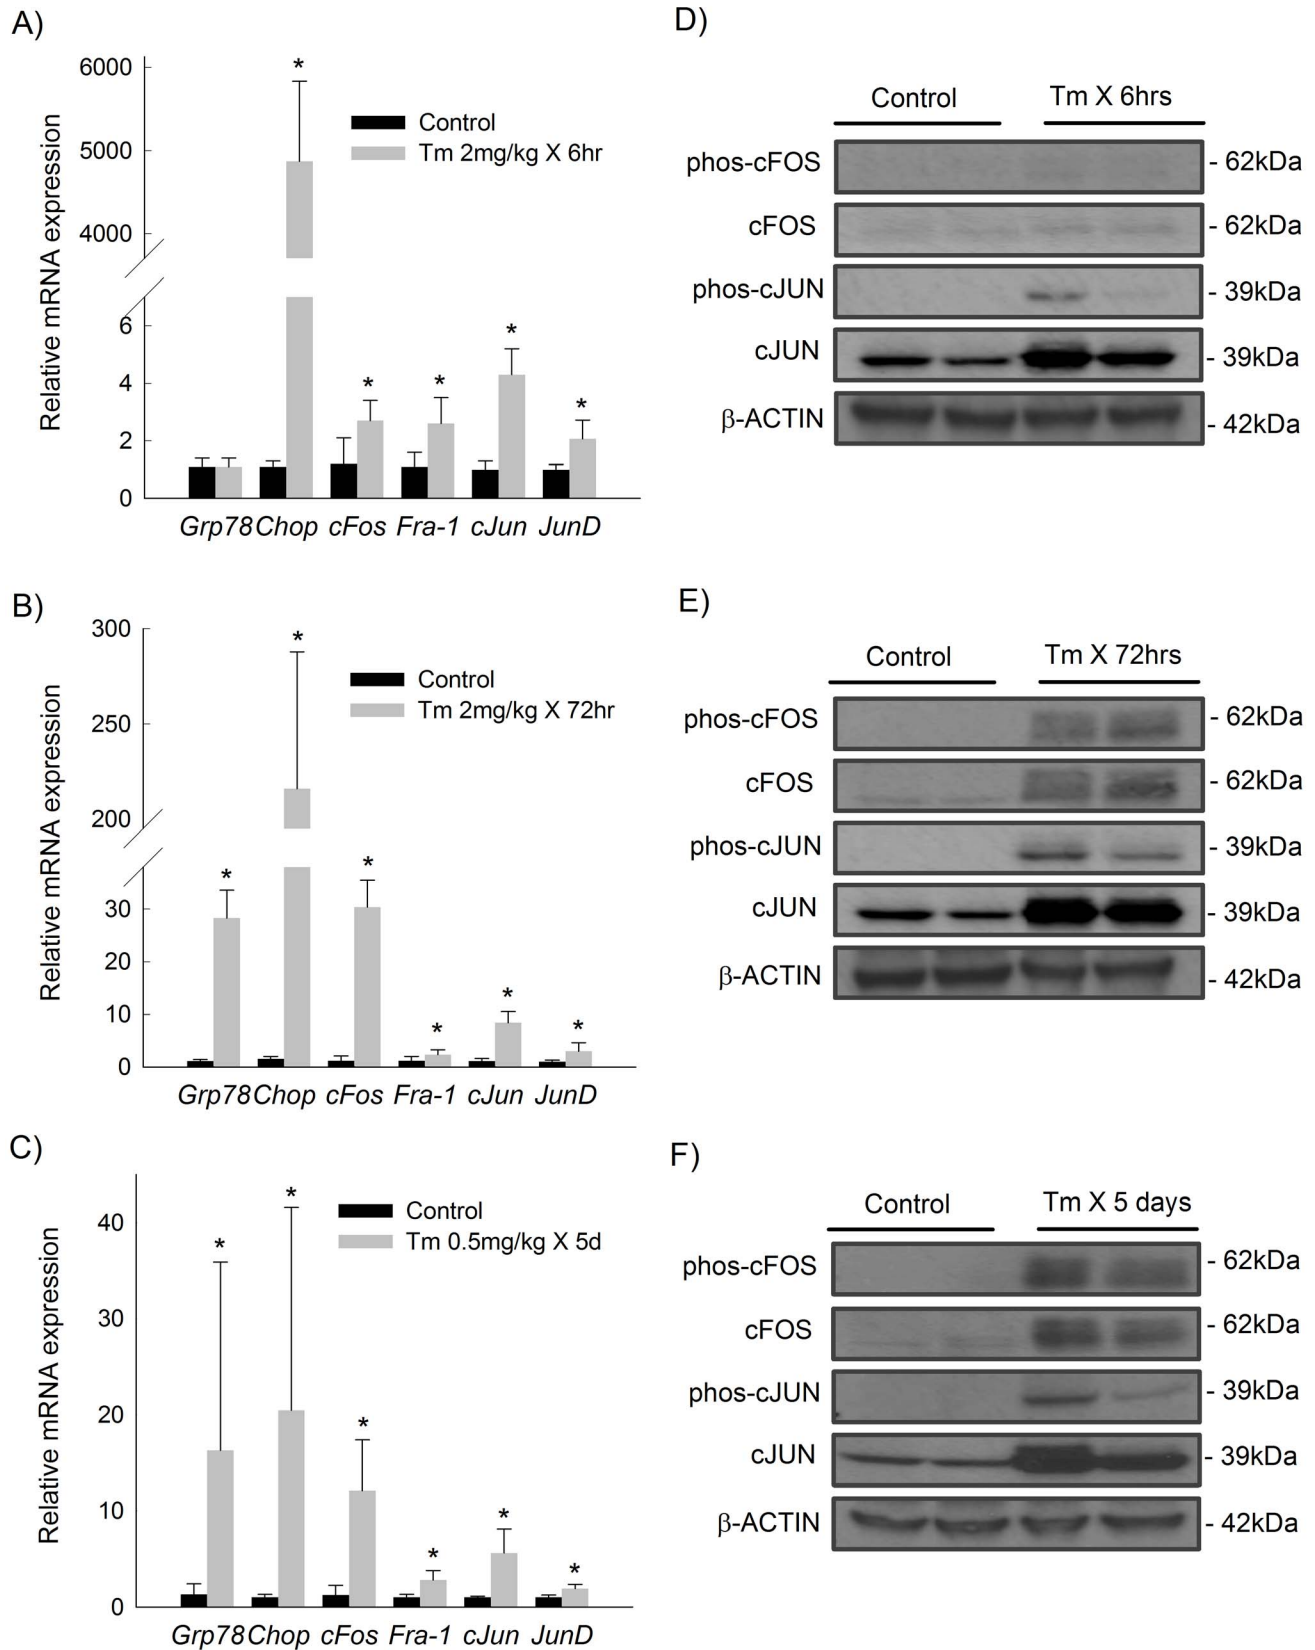 A)
Relative mRNA expression
6000
5000
4000
6
4
2
0
*
* * * *
Control
Tm 2mg/kg X 6hr
Grp78 Chop cFos Fra-1 cJun JunD
D)
Control Tm X 6hrs
phos-cFOS - 62kDa
cFOS - 62kDa
phos-cJUN - 39kDa
cJUN - 39kDa
β-ACTIN - 42kDa
B)
Relative mRNA expression
300
250
200
30
20
10
0
*
* * * * *
Control
Tm 2mg/kg X 72hr
Grp78 Chop cFos Fra-1 cJun JunD
E)
Control Tm X 72hrs
phos-cFOS - 62kDa
cFOS - 62kDa
phos-cJUN - 39kDa
cJUN - 39kDa
β-ACTIN - 42kDa
C)
Relative mRNA expression
40
30
20
10
0
* * * * * *
Control
Tm 0.5mg/kg X 5d
Grp78 Chop cFos Fra-1 cJun JunD
F)
Control Tm X 5 days
phos-cFOS - 62kDa
cFOS - 62kDa
phos-cJUN - 39kDa
cJUN - 39kDa
β-ACTIN - 42kDa